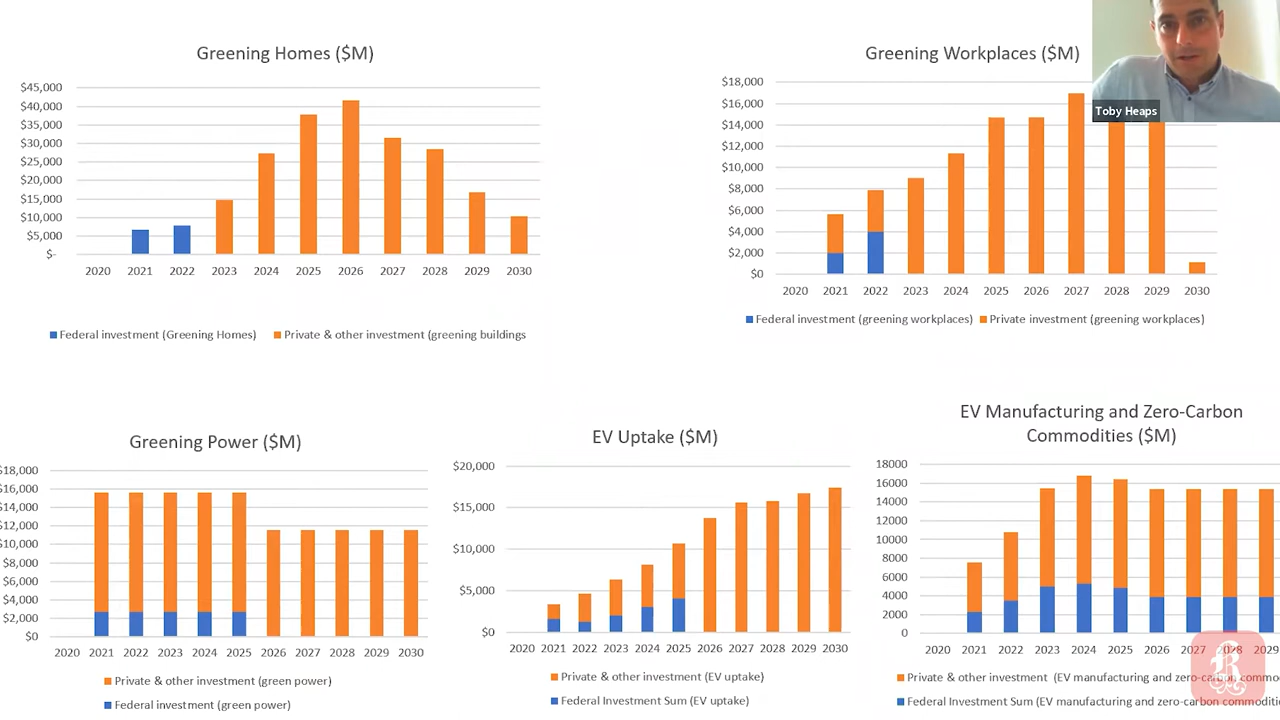 Greening Homes ($M)
$45,000
$40,000
$35,000
$30,000
$25,000
$20,000
$15,000
$10,000
$5,000
$-
2020 2021 2022 2023 2024 2025 2026 2027 2028 2029 2030
Federal investment (Greening Homes) Private & other investment (greening buildings
Greening Workplaces ($M)
$18,000
$16,000
$14,000
$12,000
$10,000
$8,000
$6,000
$4,000
$2,000
$0
2020 2021 2022 2023 2024 2025 2026 2027 2028 2029 2030
Federal investment (greening workplaces) Private investment (greening workplaces)
Toby Heaps
Greening Power ($M)
$18,000
$16,000
$14,000
$12,000
$10,000
$8,000
$6,000
$4,000
$2,000
$0
2020 2021 2022 2023 2024 2025 2026 2027 2028 2029 2030
Private & other investment (green power)
Federal investment (green power)
EV Uptake ($M)
$20,000
$15,000
$10,000
$5,000
$0
2020 2021 2022 2023 2024 2025 2026 2027 2028 2029 2030
Private & other investment (EV uptake)
Federal Investment Sum (EV uptake)
EV Manufacturing and Zero-Carbon
Commodities ($M)
18000
16000
14000
12000
10000
8000
6000
4000
2000
0
2020 2021 2022 2023 2024 2025 2026 2027 2028 2029
Private & other investment (EV manufacturing and zero-carbon commo
Federal Investment Sum (EV manufacturing and zero-carbon commoditi